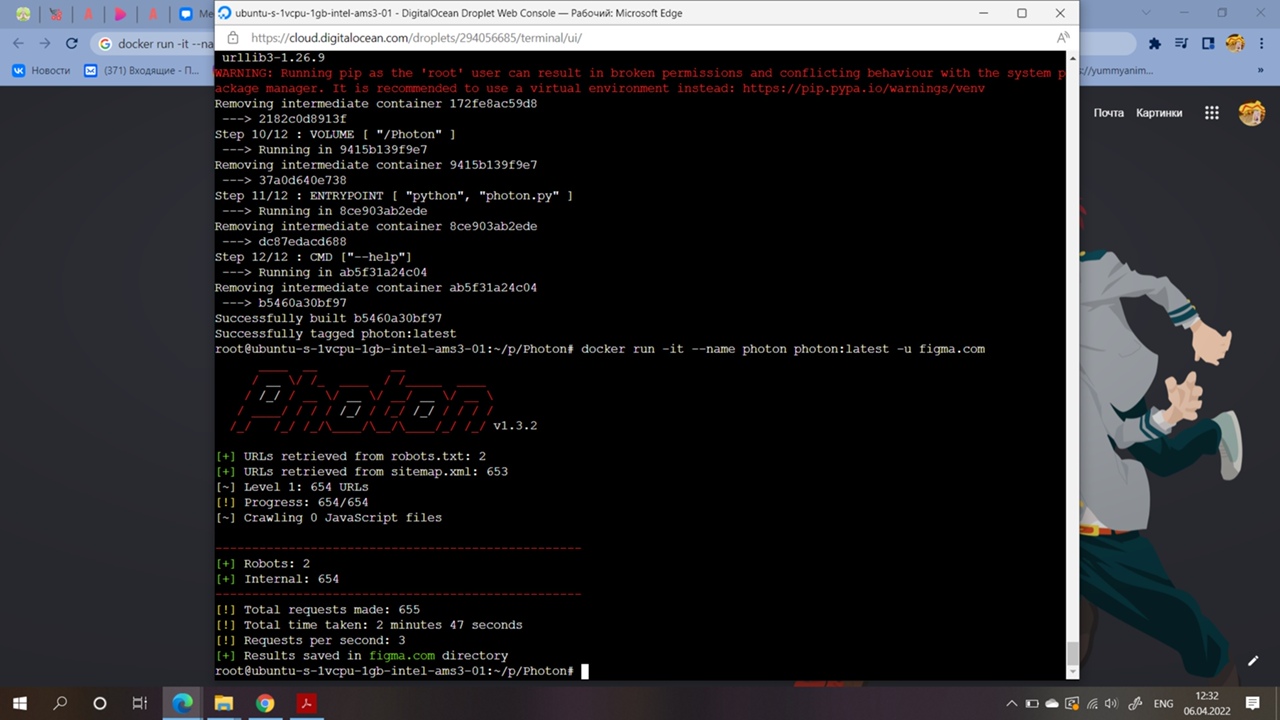 Me
ubuntu-s-1vcpu-1gb-intel-ams3-01 - DigitalOcean Droplet Web Console — Рабочий: Microsoft Edge
docker run -it --na
https://cloud.digitalocean.com/droplets/294056685/terminal/ui/
Новости
(371) Входящие - П...
/yummyanim...
»
Почта
Картинки
urllib3-1.26.9
WARNING: Running pip as the 'root' user can result in broken permissions and conflicting behaviour with the system p
ackage manager. It is recommended to use a virtual environment instead: https://pip.pypa.io/warnings/venv
Removing intermediate container 172fe8ac59d8
---> 2182c0d8913f
Step 10/12 : VOLUME [ "/Photon" ]
---> Running in 9415b139f9e7
Removing intermediate container 9415b139f9e7
---> 37a0d640e738
Step 11/12 : ENTRYPOINT [ "python", "photon.py" ]
---> Running in 8ce903ab2ede
Removing intermediate container 8ce903ab2ede
---> dc87edacd688
Step 12/12 : CMD ["--help"]
---> Running in ab5f31a24c04
Removing intermediate container ab5f31a24c04
---> b5460a30bf97
Successfully built b5460a30bf97
Successfully tagged photon:latest
root@ubuntu-s-1vcpu-1gb-intel-ams3-01:~/p/Photon# docker run -it --name photon photon:latest -u figma.com
Photon v1.3.2
[+] URLs retrieved from robots.txt: 2
[+] URLs retrieved from sitemap.xml: 653
[~] Level 1: 654 URLs
[!] Progress: 654/654
[~] Crawling 0 JavaScript files
--------------------------------------------------
[+] Robots: 2
[+] Internal: 654
--------------------------------------------------
[!] Total requests made: 655
[!] Total time taken: 2 minutes 47 seconds
[!] Requests per second: 3
[+] Results saved in figma.com directory
root@ubuntu-s-1vcpu-1gb-intel-ams3-01:~/p/Photon#
ENG
12:32
06.04.2022